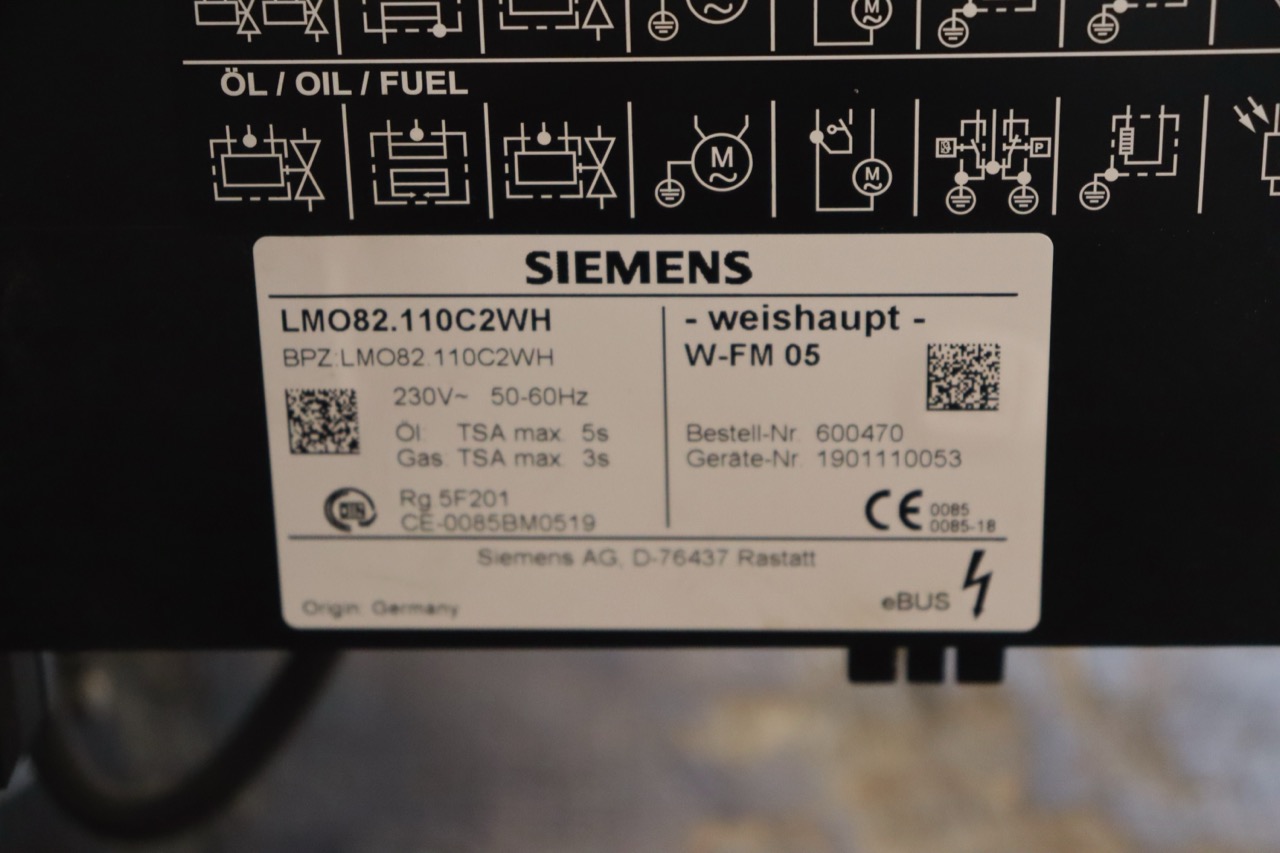 M
M
ÖL / OIL / FUEL
M
M
P
SIEMENS
LMO82.110C2WH
BPZ:LMO82.110C2WH
230V~ 50-60Hz
Öl: TSA max. 5s
Gas: TSA max. 3s
Rg 5F201
CE-0085BM0519
- weishaupt -
W-FM 05
Bestell-Nr. 600470
Geräte-Nr. 1901110053
CE 0085
0085-18
Siemens AG, D-76437 Rastatt
Origin: Germany
eBUS